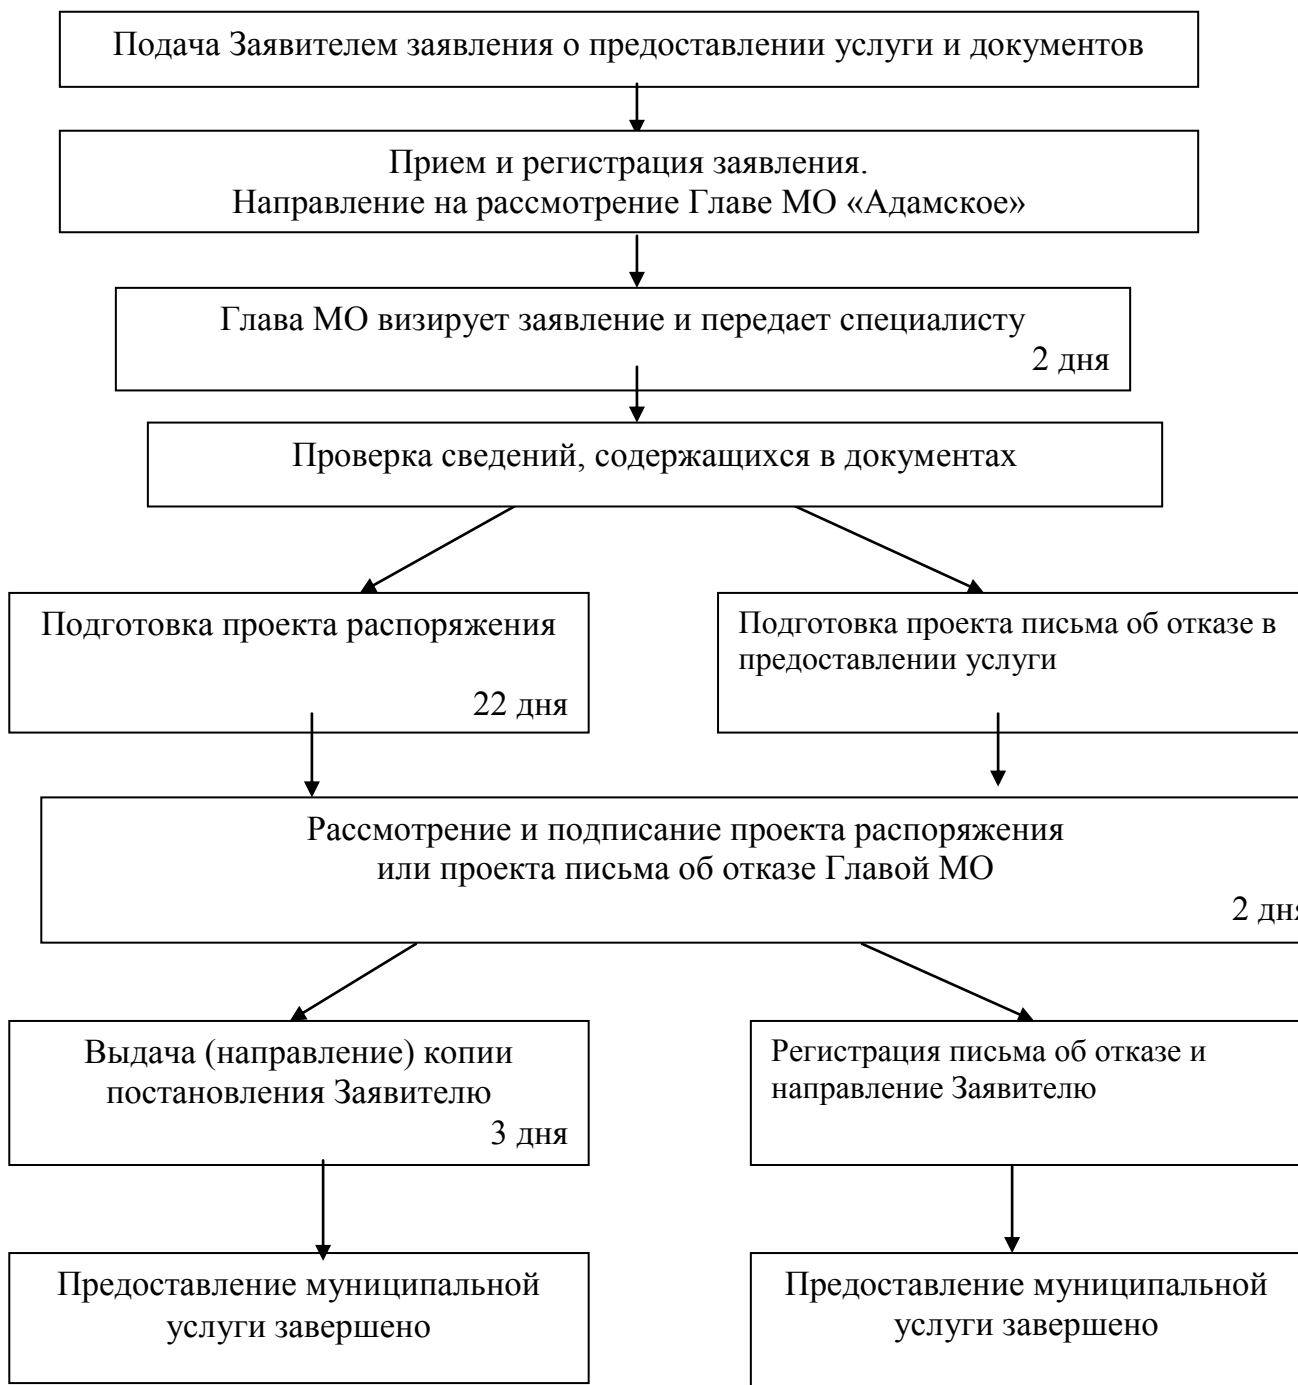 Подача Заявителем заявления о предоставлении услуги и документов
Прием и регистрация заявления.
Направление на рассмотрение Главе МО «Адамское»
Глава МО визирует заявление и передает специалисту
2 дня
Проверка сведений, содержащихся в документах
Подготовка проекта распоряжения
22 дня
Подготовка проекта письма об отказе в
предоставлении услуги
Рассмотрение и подписание проекта распоряжения
или проекта письма об отказе Главой МО
2 дня
Выдача (направление) копии
постановления Заявителю
3 дня
Регистрация письма об отказе и
направление Заявителю
Предоставление муниципальной
услуги завершено
Предоставление муниципальной
услуги завершено